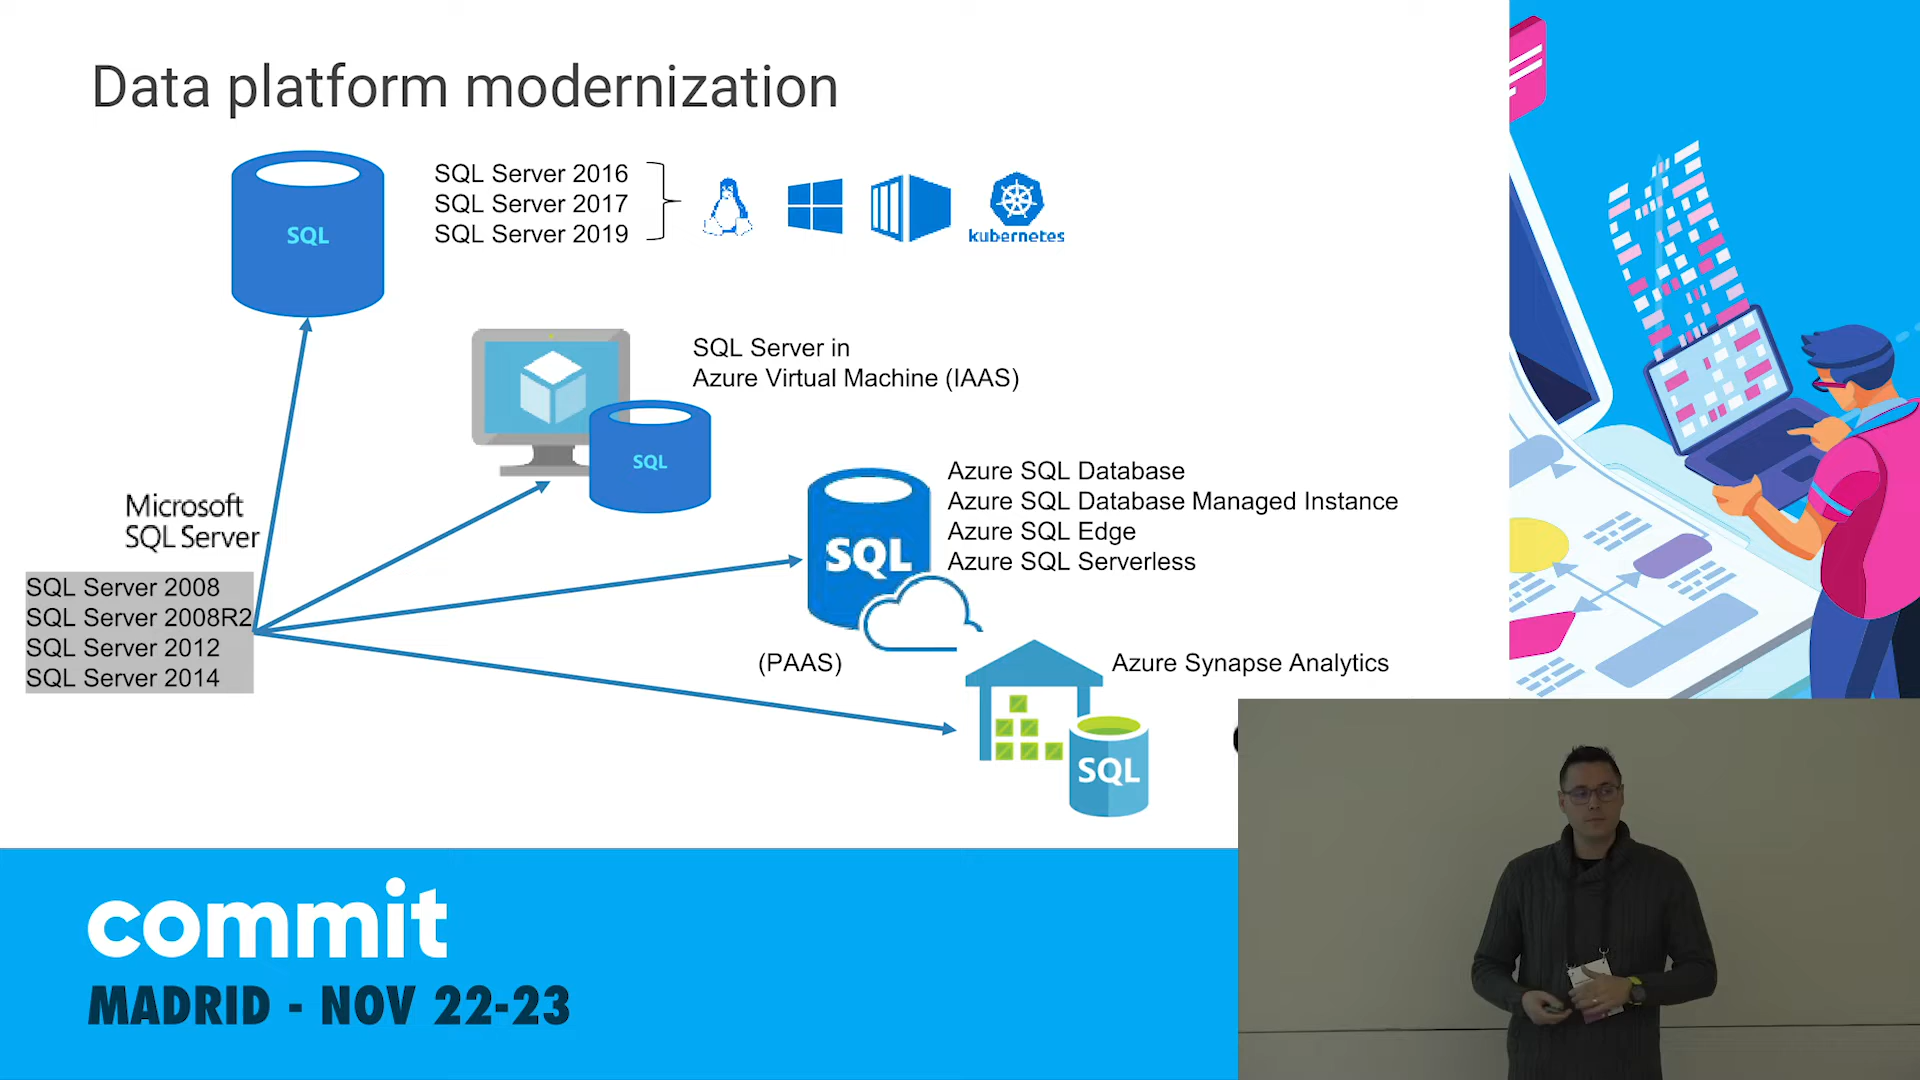 Data platform modernization
SQL
SQL Server 2016
SQL Server 2017
SQL Server 2019
kubernetes
SQL Server in
Azure Virtual Machine (IAAS)
SQL
Azure SQL Database
Azure SQL Database Managed Instance
Azure SQL Edge
Azure SQL Serverless
SQL
Microsoft
SQL Server
SQL Server 2008
SQL Server 2008R2
SQL Server 2012
SQL Server 2014
(PAAS)
Azure Synapse Analytics
SQL
commit
MADRID - NOV 22-23